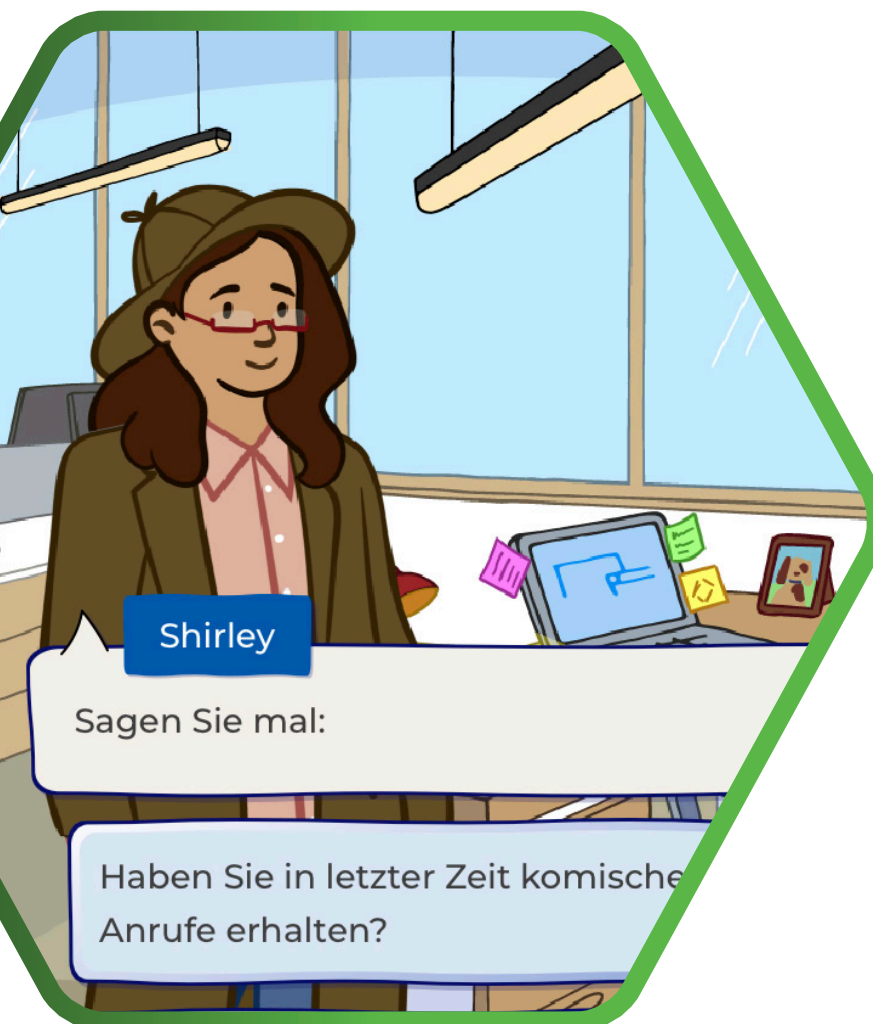 Shirley
Sagen Sie mal:
Haben Sie in letzter Zeit komische
Anrufe erhalten?